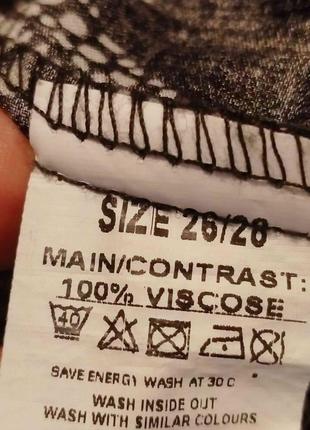 SIZE 26/28
MAIN/CONTRAST:
100% VISCOSE
40
SAVE ENERGY WASH AT 30 C
WASH INSIDE OUT
WASH WITH SIMILAR COLOURS